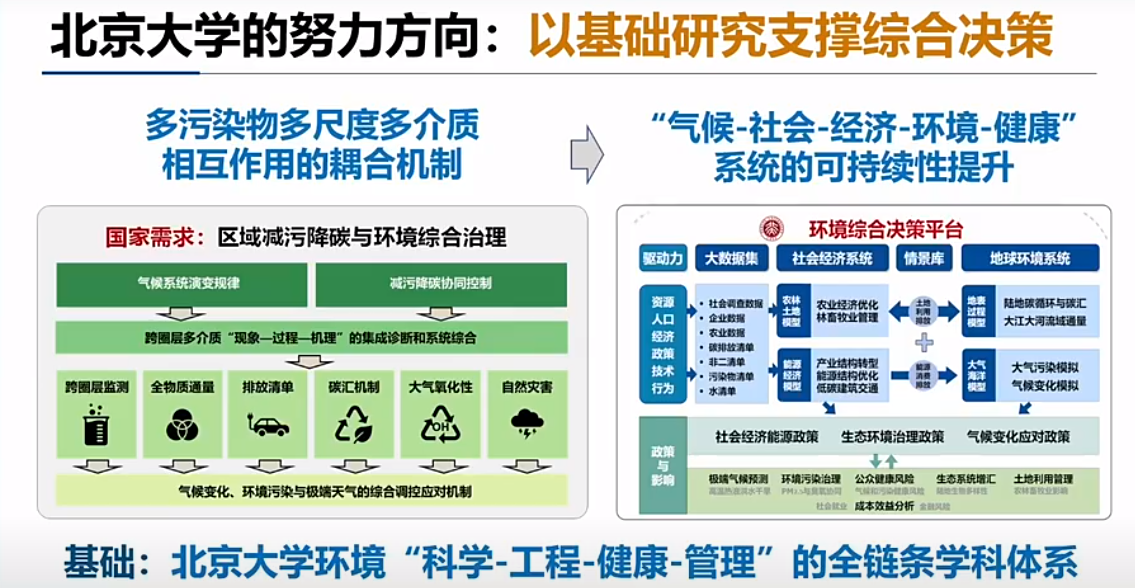 北京大学的努力方向：以基础研究支撑综合决策
多污染物多尺度多介质
相互作用的耦合机制
“气候-社会-经济-环境-健康”
系统的可持续性提升
国家需求：区域减污降碳与环境综合治理
气候系统演变规律
减污降碳协同控制
跨圈层多介质“现象—过程—机理”的集成诊断和系统综合
跨圈层监测
全物质通量
排放清单
碳汇机制
大气氧化性
自然灾害
OH
气候变化、环境污染与极端天气的综合调控应对机制
环境综合决策平台
驱动力
大数据集
社会经济系统
情景库
地球环境系统
资源
人口
经济
政策
技术
行为
• 社会调查数据
• 企业数据
• 农业数据
• 碳排放清单
• 非二清单
• 污染物清单
• 水清单
农林
土地
模型
农业经济优化
林畜牧业管理
土地
利用
排放
地表
过程
模型
陆地碳循环与碳汇
大江大河流域通量
能源
经济
模型
产业结构转型
能源结构优化
低碳建筑交通
能源
消费
排放
大气
海洋
模型
大气污染模拟
气候变化模拟
政策
与
影响
社会经济能源政策
生态环境治理政策
气候变化应对政策
极端气候预测
环境污染治理
公众健康风险
生态系统增汇
土地利用管理
高温热浪洪水干旱
PM2.5与臭氧协同
气候和污染健康风险
陆地生物多样性
农林畜牧业影响
社会就业
成本效益分析
金融风险
基础：北京大学环境“科学-工程-健康-管理”的全链条学科体系